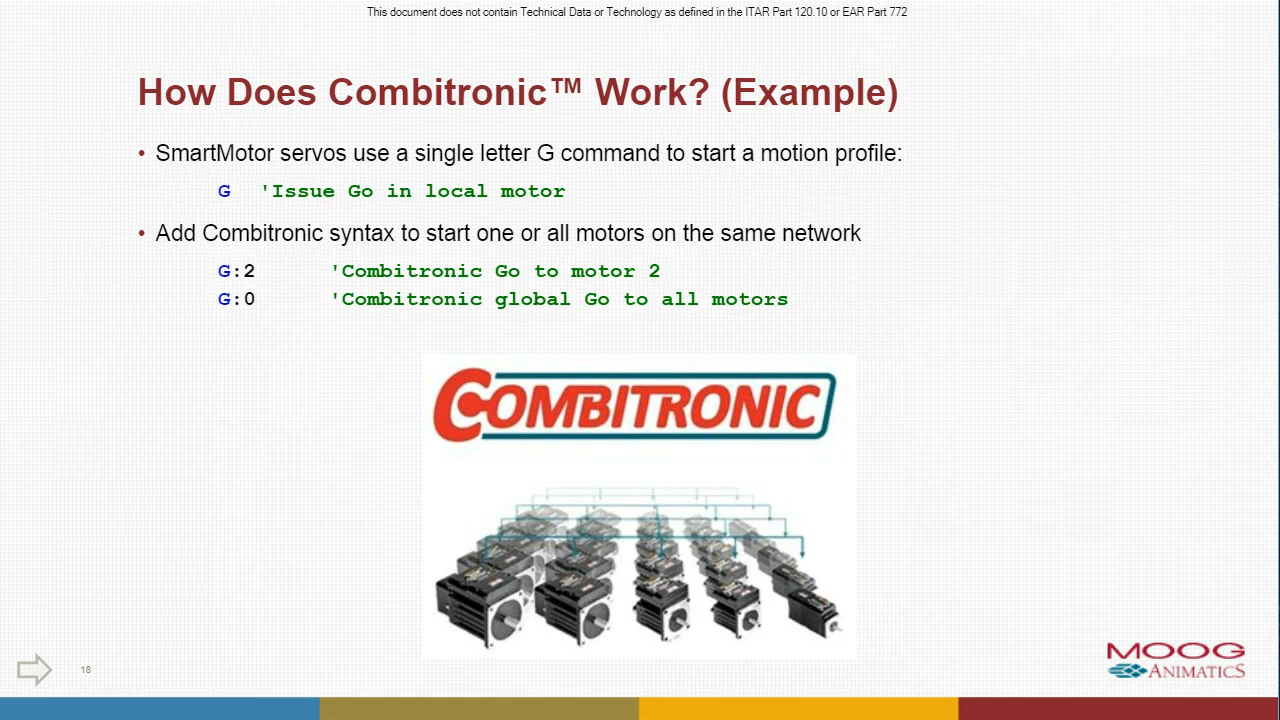 This document does not contain Technical Data or Technology as defined in the ITAR Part 120.10 or EAR Part 772
How Does Combitronic™ Work? (Example)
• SmartMotor servos use a single letter G command to start a motion profile:
G 'Issue Go in local motor
• Add Combitronic syntax to start one or all motors on the same network
G:2 'Combitronic Go to motor 2
G:0 'Combitronic global Go to all motors
COMBITRONIC
18
MOOG
ANIMATICS